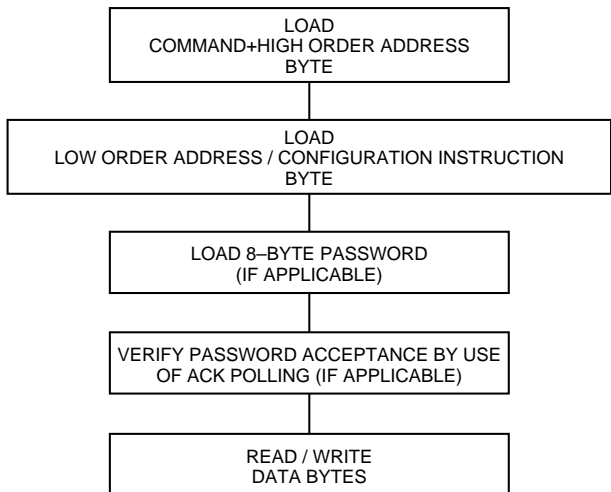 LOAD
COMMAND+HIGH ORDER ADDRESS
BYTE
LOAD
LOW ORDER ADDRESS / CONFIGURATION INSTRUCTION
BYTE
LOAD 8–BYTE PASSWORD
(IF APPLICABLE)
VERIFY PASSWORD ACCEPTANCE BY USE
OF ACK POLLING (IF APPLICABLE)
READ / WRITE
DATA BYTES